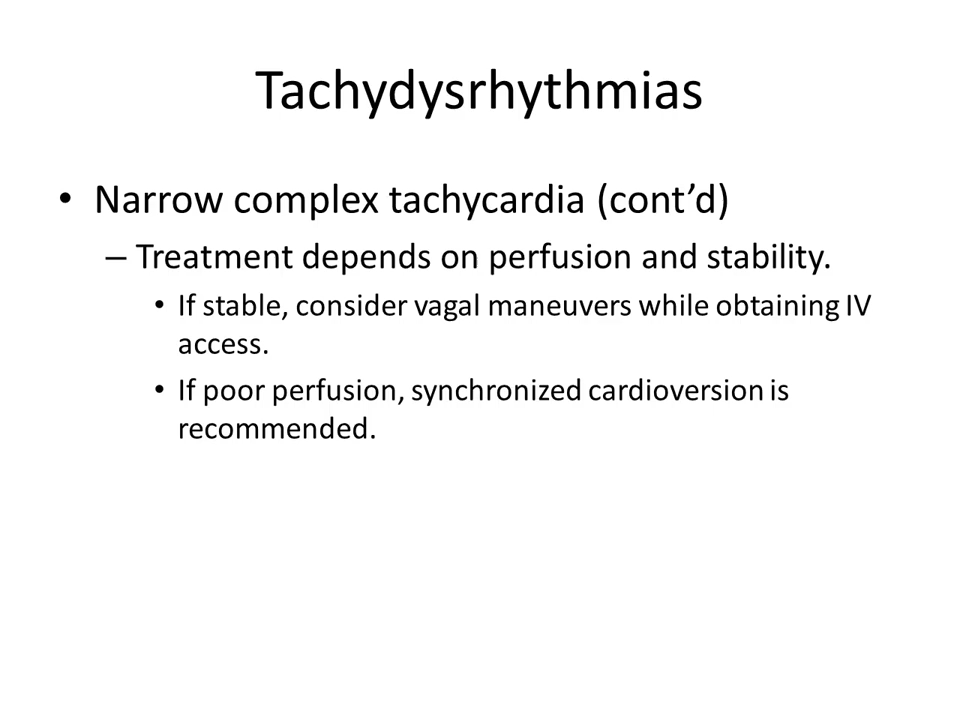 Tachydysrhythmias
• Narrow complex tachycardia (cont’d)
– Treatment depends on perfusion and stability.
• If stable, consider vagal maneuvers while obtaining IV
access.
• If poor perfusion, synchronized cardioversion is
recommended.